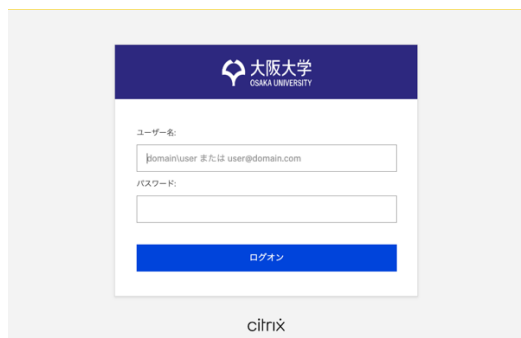 大阪大学
OSAKA UNIVERSITY
ユーザー名:
domain\user または user@domain.com
パスワード:
ログオン
citrix